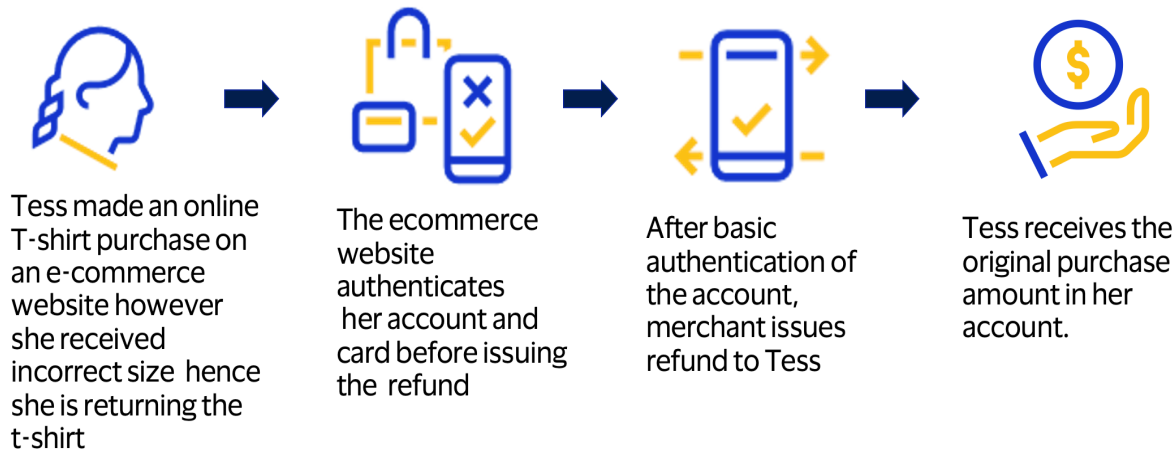 Tess made an online
T-shirt purchase on
an e-commerce
website however
she received
incorrect size hence
she is returning the
t-shirt
The ecommerce
website
authenticates
her account and
card before issuing
the refund
After basic
authentication of
the account,
merchant issues
refund to Tess
Tess receives the
original purchase
amount in her
account.
$